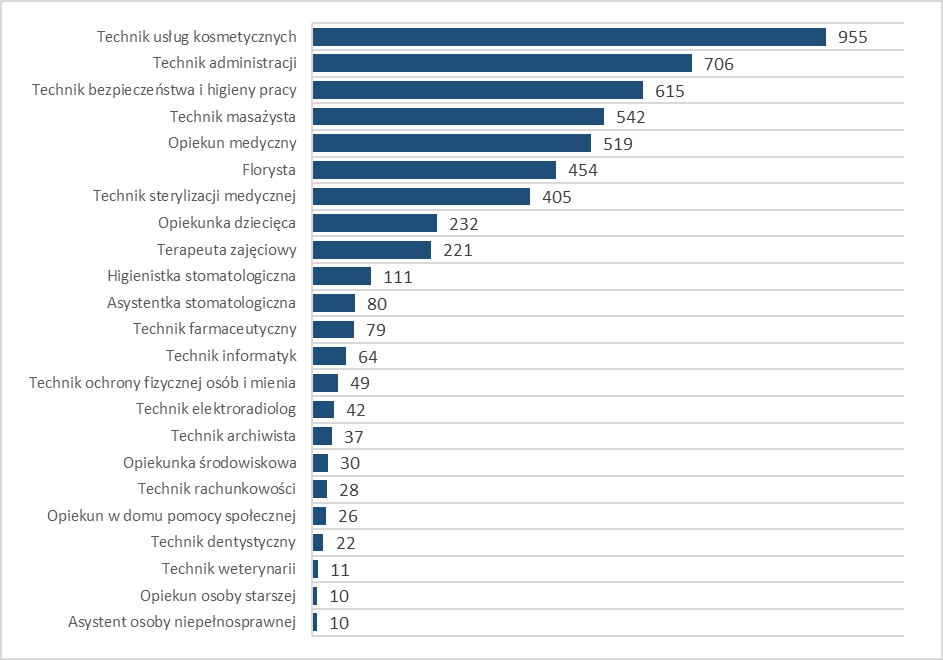 Technik usług kosmetycznych 955
Technik administracji 706
Technik bezpieczeństwa i higieny pracy 615
Technik masażysta 542
Opiekun medyczny 519
Florysta 454
Technik sterylizacji medycznej 405
Opiekunka dziecięca 232
Terapeuta zajęciowy 221
Higienistka stomatologiczna 111
Asystentka stomatologiczna 80
Technik farmaceutyczny 79
Technik informatyk 64
Technik ochrony fizycznej osób i mienia 49
Technik elektroradiolog 42
Technik archiwista 37
Opiekunka środowiskowa 30
Technik rachunkowości 28
Opiekun w domu pomocy społecznej 26
Technik dentystyczny 22
Technik weterynarii 11
Opiekun osoby starszej 10
Asystent osoby niepełnosprawnej 10